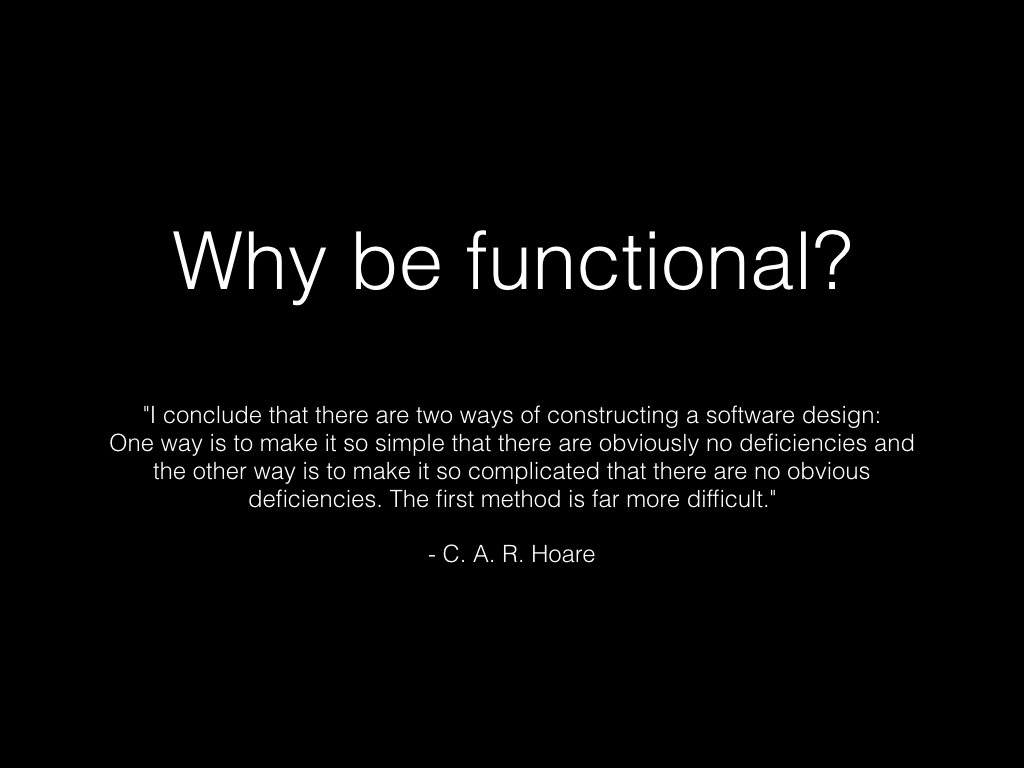 Why be functional?
"I conclude that there are two ways of constructing a software design:
One way is to make it so simple that there are obviously no deficiencies and
the other way is to make it so complicated that there are no obvious
deficiencies. The first method is far more difficult."
- C. A. R. Hoare